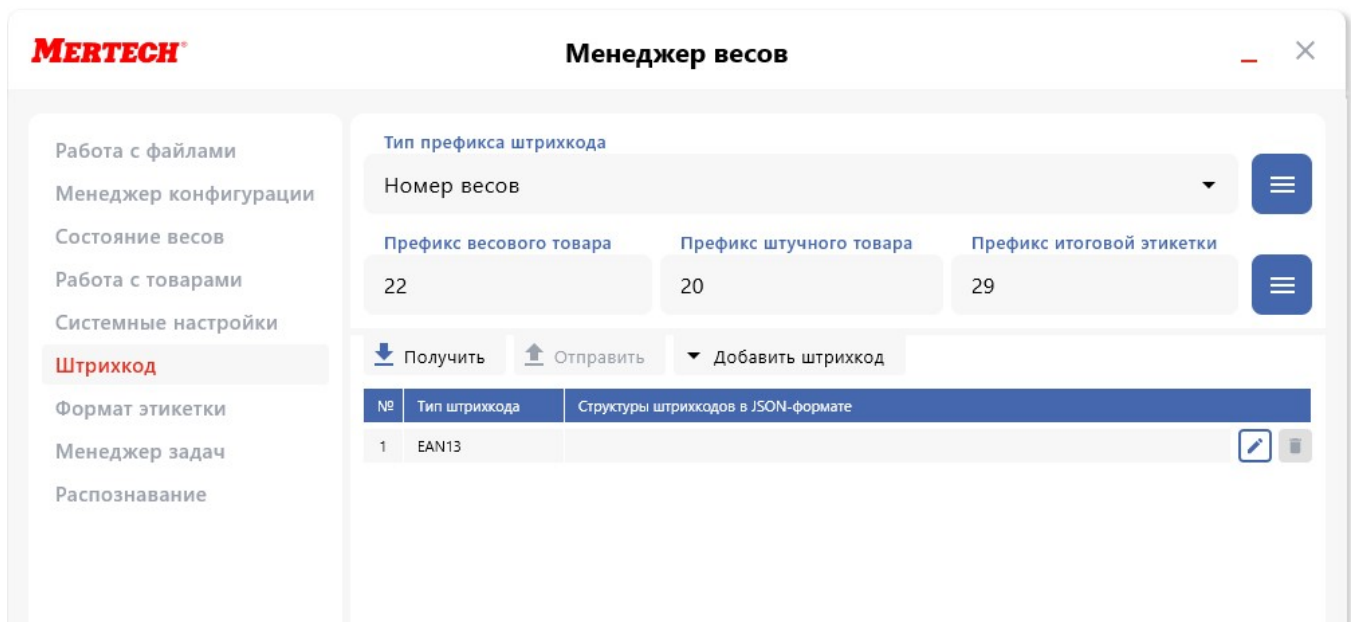 MERTECH®
Менеджер весов
Работа с файлами
Менеджер конфигурации
Состояние весов
Работа с товарами
Системные настройки
Штрихкод
Формат этикетки
Менеджер задач
Распознавание
Тип префикса штрихкода
Номер весов
Префикс весового товара Префикс штучного товара Префикс итоговой этикетки
22 20 29
Получить Отправить Добавить штрихкод
№ Тип штрихкода Структуры штрихкодов в JSON-формате
1 EAN13